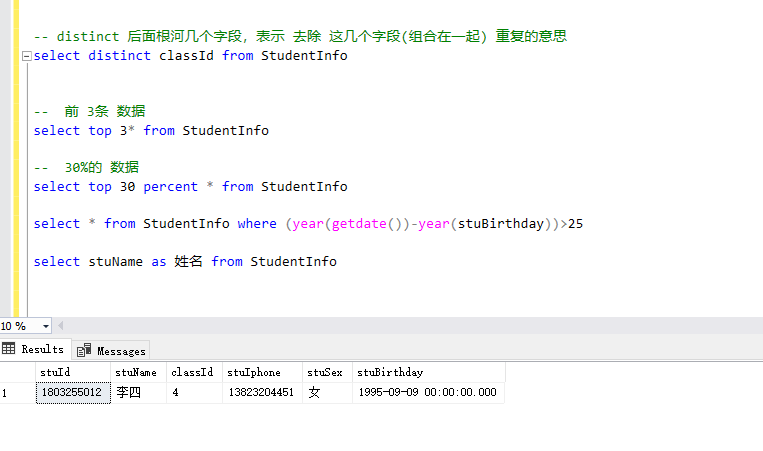 -- distinct 后面根河几个字段，表示 去除 这几个字段(组合在一起) 重复的意思
select distinct classId from StudentInfo
--  前 3条 数据
select top 3* from StudentInfo
--  30%的 数据
select top 30 percent * from StudentInfo
select * from StudentInfo where (year(getdate())-year(stuBirthday))>25
select stuName as 姓名 from StudentInfo
10 %
Results Messages
stuId stuName classId stuIphone stuSex stuBirthday
1 1803255012 李四 4 13823204451 女 1995-09-09 00:00:00.000